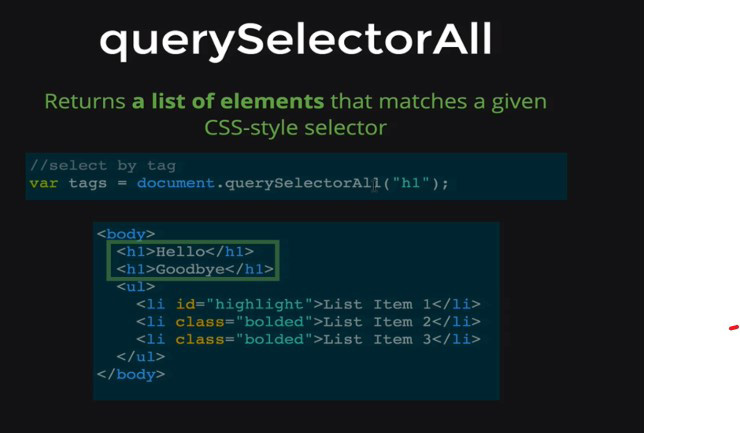 querySelectorAll
Returns a list of elements that matches a given
CSS-style selector
//select by tag
var tags = document.querySelectorAll("h1");
<body>
<h1>Hello</h1>
<h1>Goodbye</h1>
<ul>
<li id="highlight">List Item 1</li>
<li class="bolded">List Item 2</li>
<li class="bolded">List Item 3</li>
</ul>
</body>